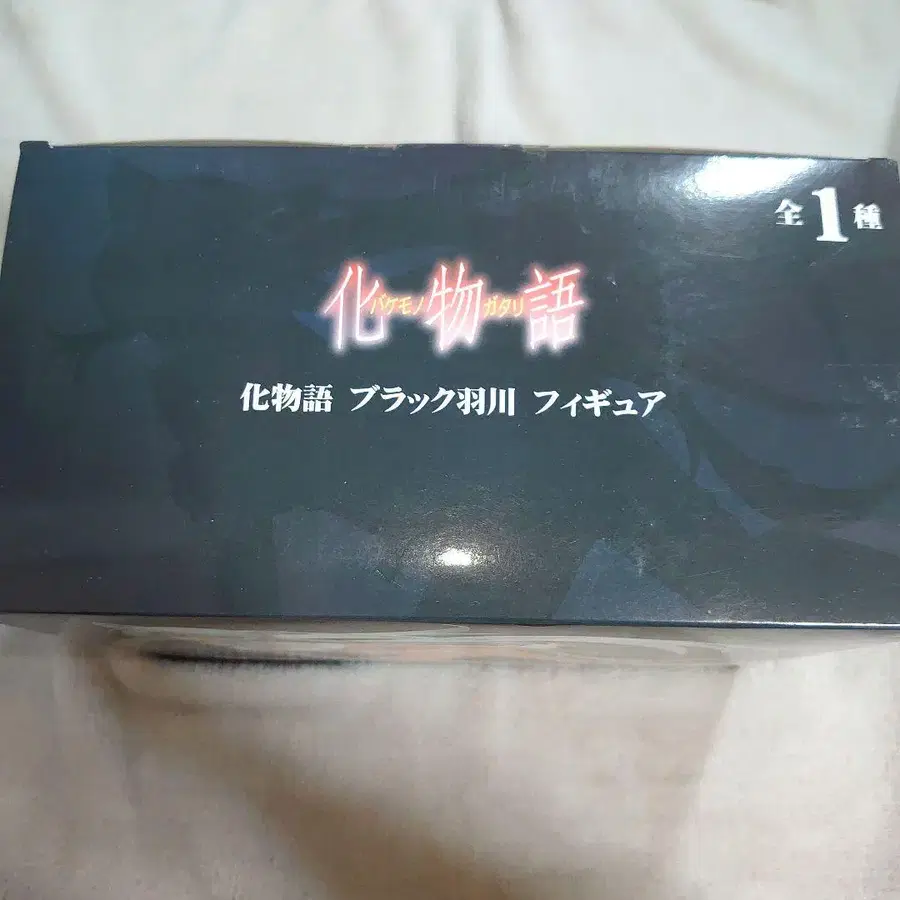 全1種
化物語
バケモノ ガタリ
化物語 ブラック羽川 フィギュア